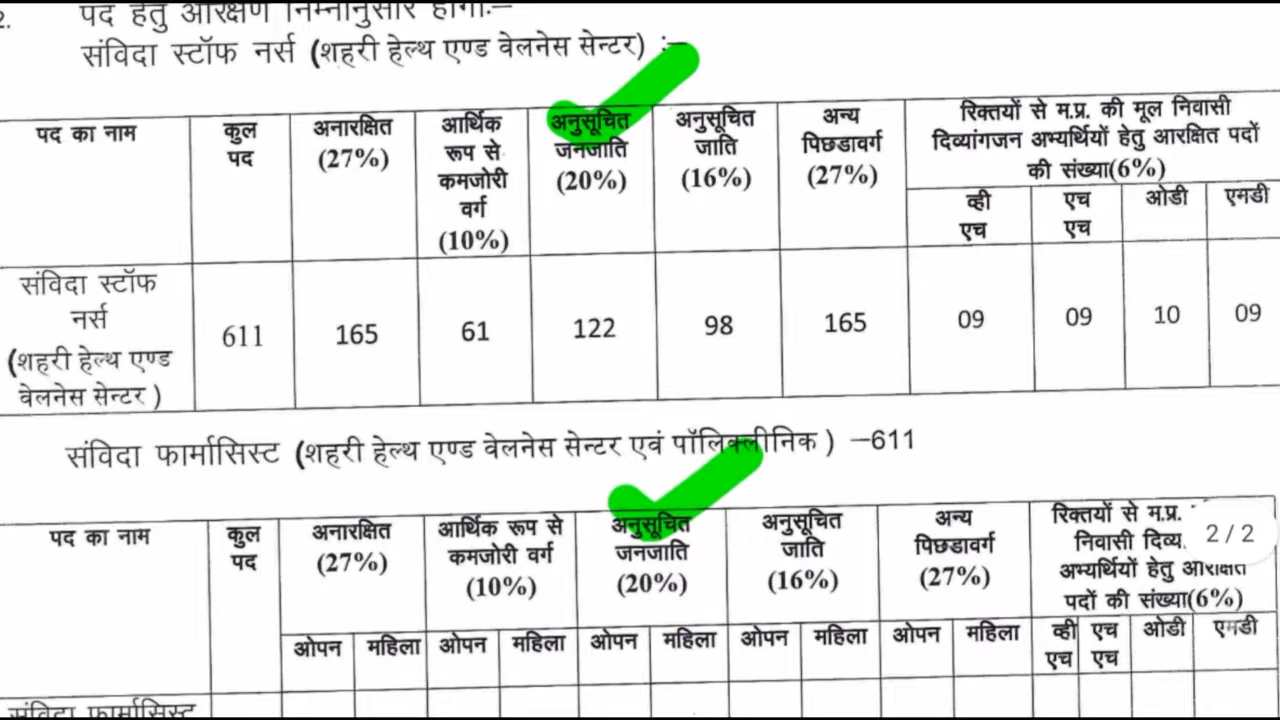 2.
पद हेतु आरक्षण निम्नानुसार होगा:–
संविदा स्टॉफ नर्स (शहरी हेल्थ एण्ड वेलनेस सेन्टर) :–
पद का नाम
कुल
पद
अनारक्षित
(27%)
आर्थिक
रूप से
कमजोरी
वर्ग
(10%)
अनुसूचित
जनजाति
(20%)
अनुसूचित
जाति
(16%)
अन्य
पिछडावर्ग
(27%)
रिक्तयों से म.प्र. की मूल निवासी
दिव्यांगजन अभ्यर्थियों हेतु आरक्षित पदों
की संख्या(6%)
व्ही
एच
एच
एच
ओडी
एमडी
संविदा स्टॉफ
नर्स
(शहरी हेल्थ एण्ड
वेलनेस सेन्टर )
611
165
61
122
98
165
09
09
10
09
संविदा फार्मासिस्ट (शहरी हेल्थ एण्ड वेलनेस सेन्टर एवं पॉलिक्लीनिक ) –611
पद का नाम
कुल
पद
अनारक्षित
(27%)
आर्थिक रूप से
कमजोरी वर्ग
(10%)
अनुसूचित
जनजाति
(20%)
अनुसूचित
जाति
(16%)
अन्य
पिछडावर्ग
(27%)
रिक्तयों से म.प्र.
निवासी दिव्य.
अभ्यर्थियों हेतु आरक्षित
पदों की संख्या(6%)
2 / 2
ओपन
महिला
ओपन
महिला
ओपन
महिला
ओपन
महिला
ओपन
महिला
व्ही
एच
एच
एच
ओडी
एमडी
संविदा फार्मासिस्ट